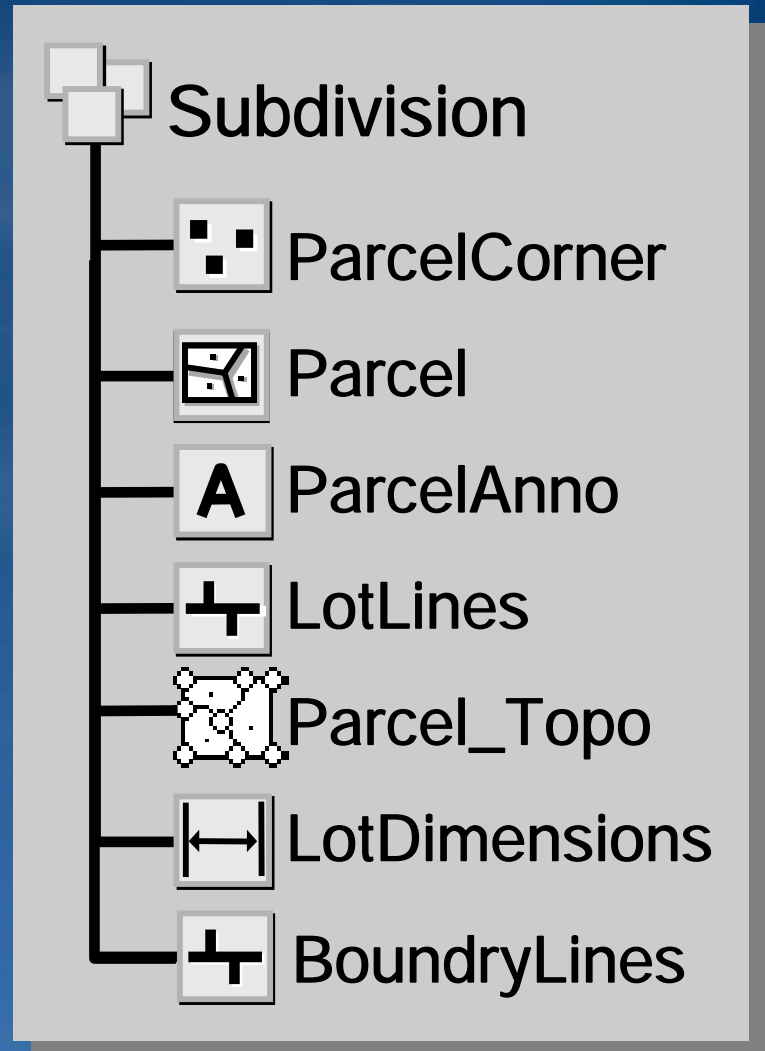 Subdivision
ParcelCorner
Parcel
A ParcelAnno
LotLines
Parcel_Topo
LotDimensions
BoundryLines